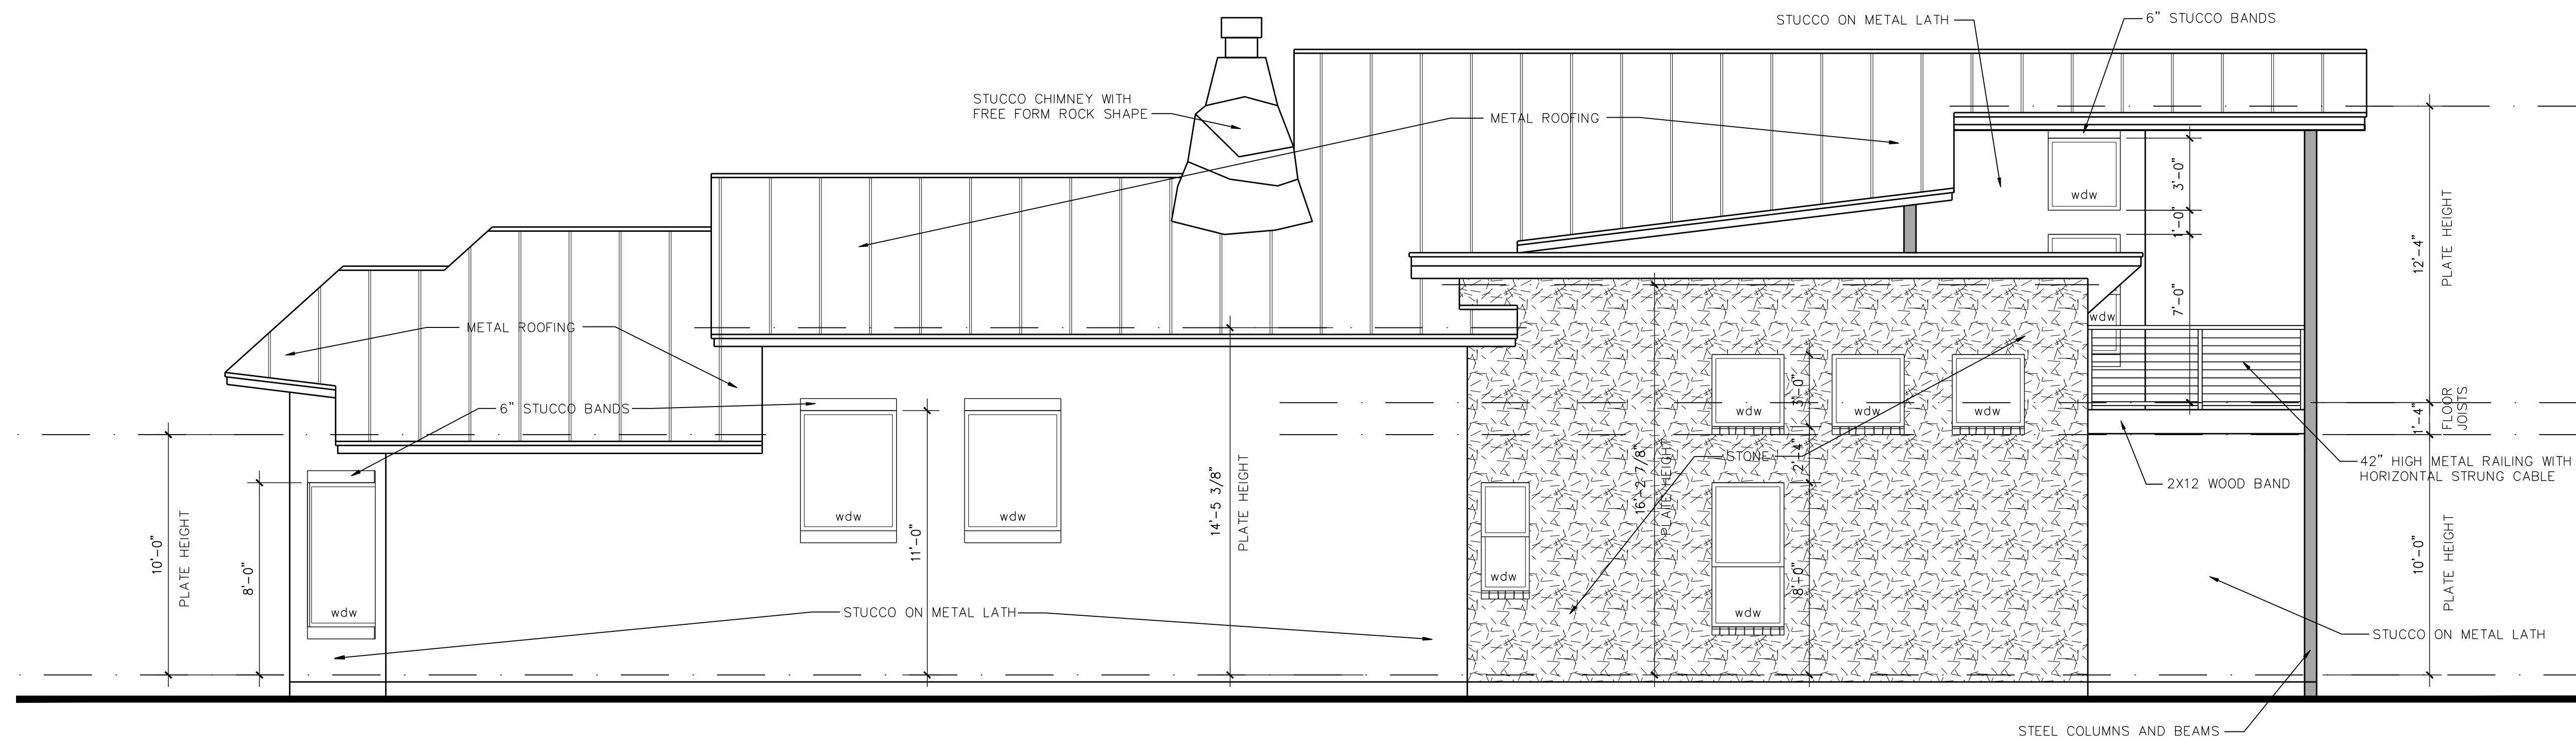 STUCCO ON METAL LATH
6" STUCCO BANDS
STUCCO CHIMNEY WITH
FREE FORM ROCK SHAPE
METAL ROOFING
3'-0"
wdw
1'-0"
7'-0"
wdw
12'-4"
PLATE HEIGHT
METAL ROOFING
6" STUCCO BANDS
wdw
wdw
3'-0"
wdw
wdw
wdw
1'-4"
FLOOR
JOISTS
STONE
2'-4"
42" HIGH METAL RAILING WITH
HORIZONTAL STRUNG CABLE
2X12 WOOD BAND
10'-0"
PLATE HEIGHT
8'-0"
wdw
11'-0"
14'-5 3/8"
PLATE HEIGHT
16'-2 7/8"
PLATE HEIGHT
wdw
8'-0"
wdw
10'-0"
PLATE HEIGHT
STUCCO ON METAL LATH
STUCCO ON METAL LATH
STEEL COLUMNS AND BEAMS